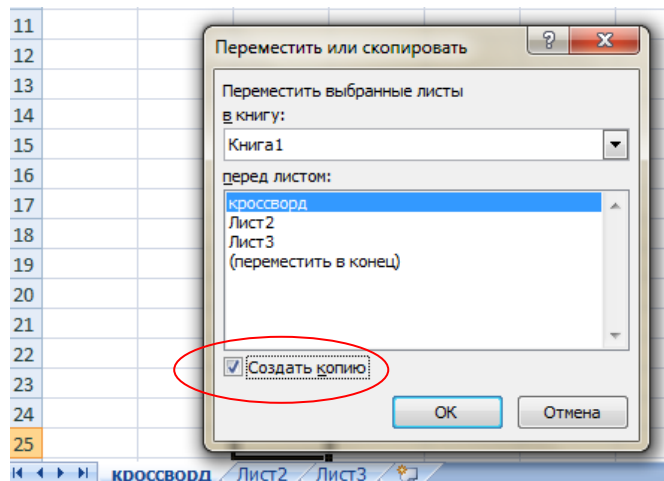 11
12
13
14
15
16
17
18
19
20
21
22
23
24
25
Переместить или скопировать
?
Переместить выбранные листы
в книгу:
Книга1
перед листом:
кроссворд
Лист2
Лист3
(переместить в конец)
Создать копию
ОК Отмена
кроссворд Лист2 Лист3